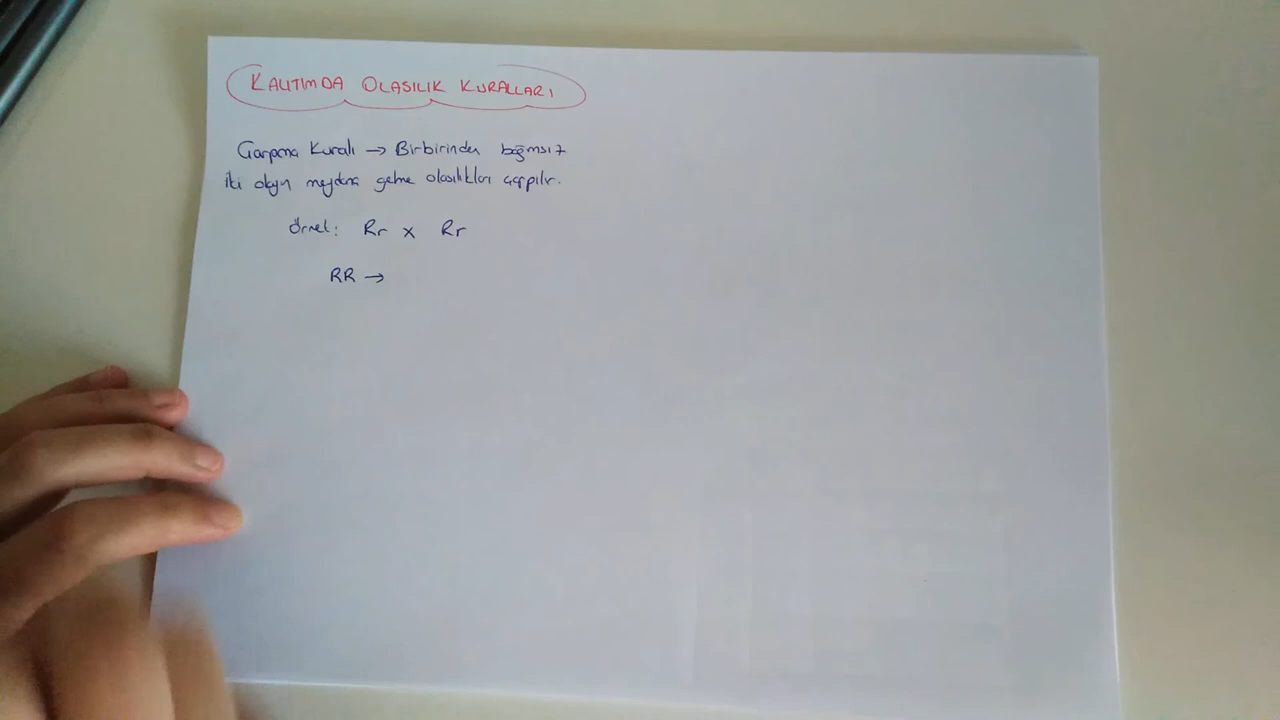 KALITIMDA OLASILIK KURALLARI
Çarpma Kuralı → Birbirinden bağımsız
iki olayın meydana gelme olasılıkları çarpılır.
Örnek: Rr x Rr
RR →